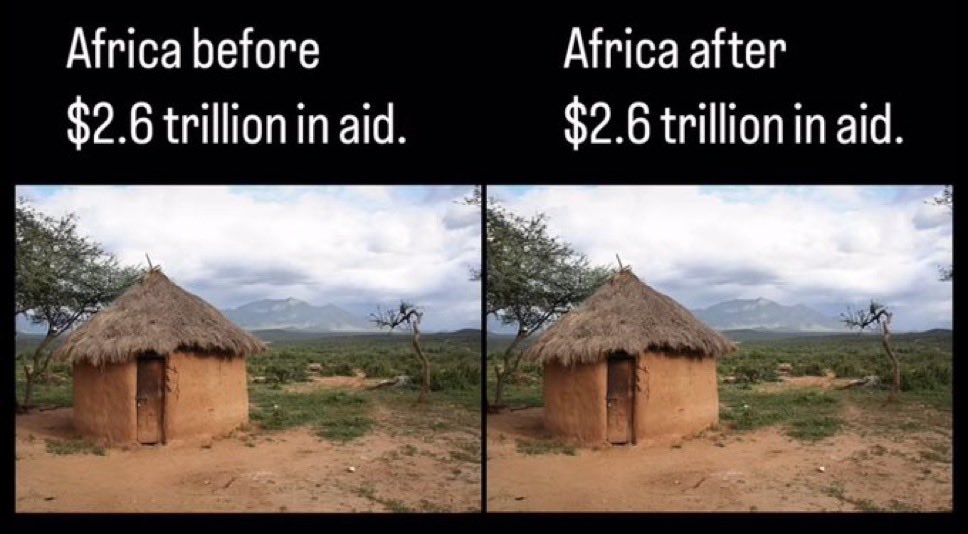 Africa before
$2.6 trillion in aid.
Africa after
$2.6 trillion in aid.